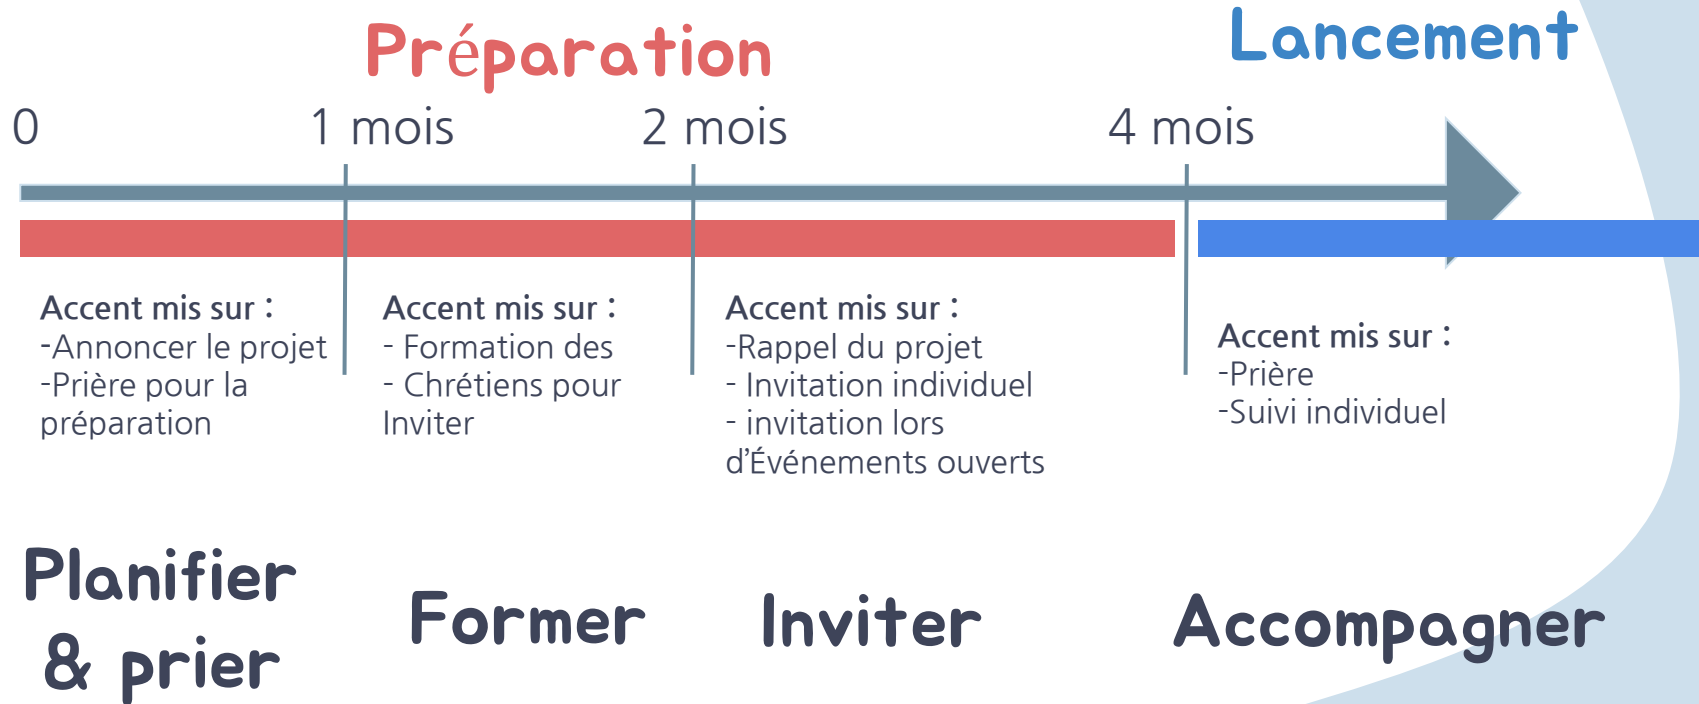 Préparation
Lancement
0
1 mois
2 mois
4 mois
Accent mis sur :
-Annoncer le projet
-Prière pour la
préparation
Accent mis sur :
- Formation des
- Chrétiens pour
Inviter
Accent mis sur :
-Rappel du projet
- Invitation individuel
- invitation lors
d’Événements ouverts
Accent mis sur :
-Prière
-Suivi individuel
Planifier
& prier
Former
Inviter
Accompagner